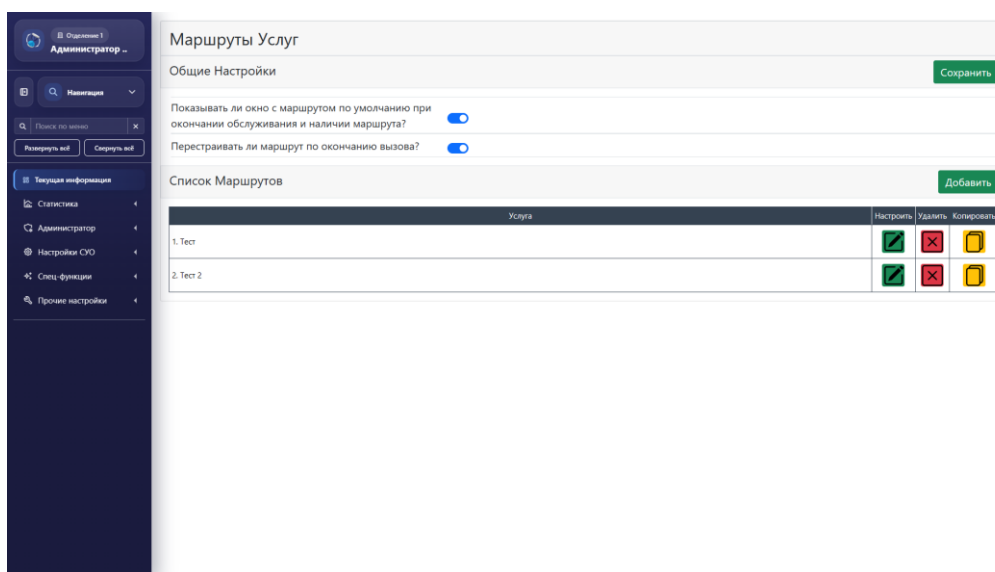 Отделение 1
Администратор ..
Навигация
Поиск по меню
Развернуть всё
Свернуть всё
Текущая информация
Статистика
Администратор
Настройки СУО
Спец-функции
Прочие настройки
Маршруты Услуг
Общие Настройки
Сохранить
Показывать ли окно с маршрутом по умолчанию при
окончании обслуживания и наличии маршрута?
Перестраивать ли маршрут по окончанию вызова?
Список Маршрутов
Добавить
Услуга
Настроить
Удалить
Копировать
1. Тест
2. Тест 2